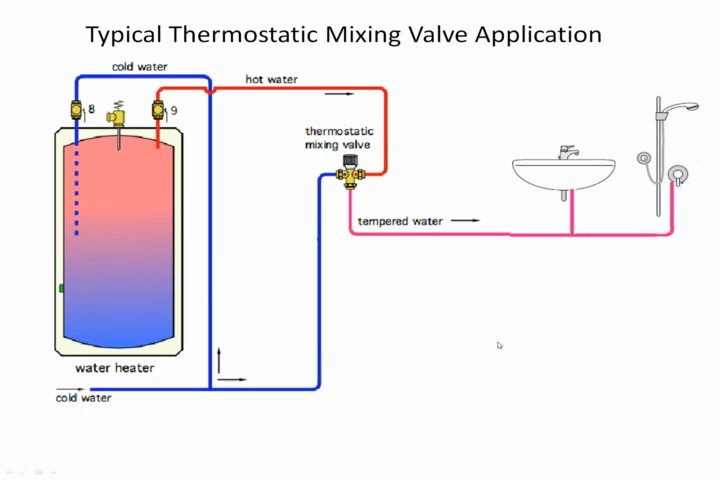 Typical Thermostatic Mixing Valve Application
cold water
hot water
8
9
thermostatic
mixing valve
tempered water
water heater
cold water